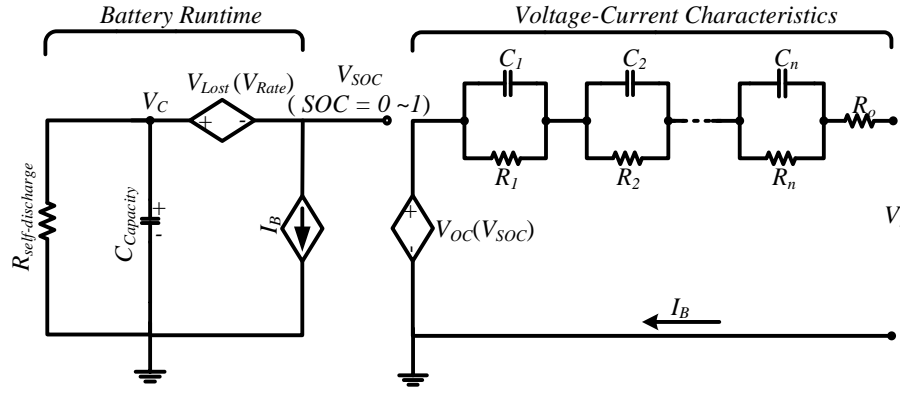 Battery Runtime
Voltage-Current Characteristics
V_C
V_Lost(V_Rate)
+ -
V_SOC
( SOC = 0 ~1)
C_1
C_2
C_n
R_1
R_2
R_n
R_o
R_self-discharge
C_Capacity
+
-
I_B
+
-
V_OC(V_SOC)
V
I_B